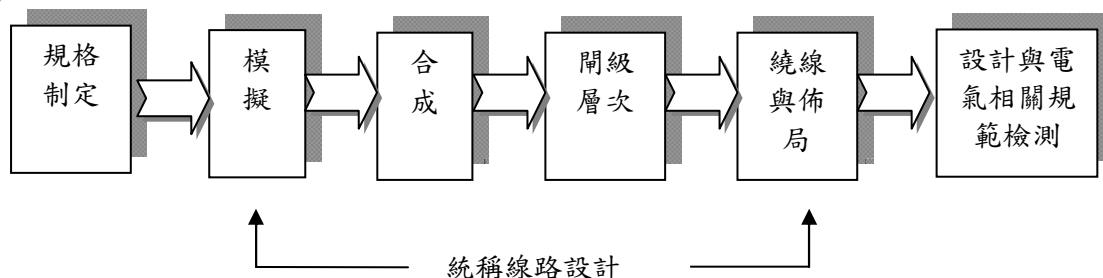 規格
制定
模
擬
合
成
閘級
層次
繞線
與佈
局
設計與電
氣相關規
範檢測
統稱線路設計